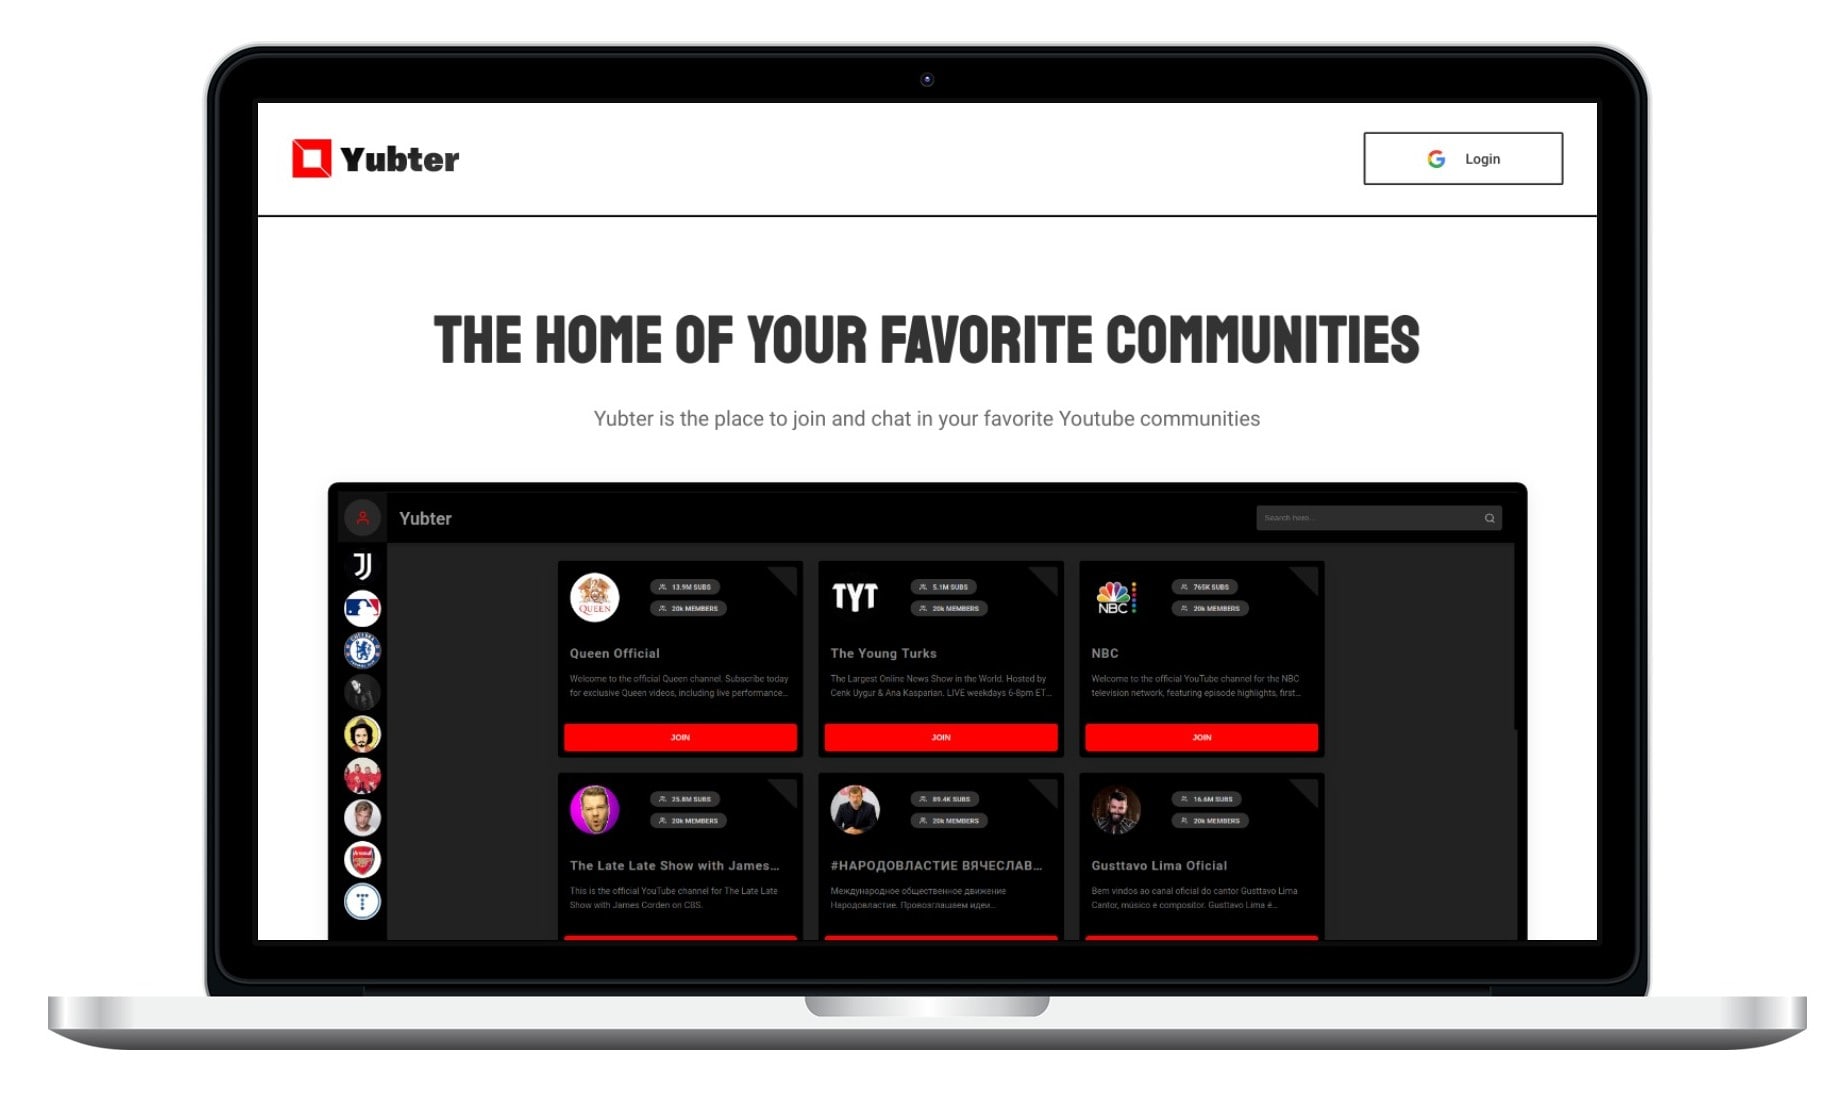 Yubter
Login
THE HOME OF YOUR FAVORITE COMMUNITIES
Yubter is the place to join and chat in your favorite Youtube communities
Yubter
Search here...
QUEEN
13.9M SUBS
20k MEMBERS
Queen Official
Welcome to the official Queen channel. Subscribe today
for exclusive Queen videos, including live performance...
JOIN
TYT
5.1M SUBS
20k MEMBERS
The Young Turks
The Largest Online News Show in the World. Hosted by
Cenk Uygur & Ana Kasparian. LIVE weekdays 6-8pm ET...
JOIN
NBC
765K SUBS
20k MEMBERS
NBC
Welcome to the official YouTube channel for the NBC
television network, featuring episode highlights, first...
JOIN
25.8M SUBS
20k MEMBERS
The Late Late Show with James...
This is the official YouTube channel for The Late Late
Show with James Corden on CBS.
89.4K SUBS
20k MEMBERS
#НАРОДОВЛАСТИЕ ВЯЧЕСЛАВ...
Международное общественное движение
Народовластие. Провозглашаем идеи...
16.6M SUBS
20k MEMBERS
Gusttavo Lima Oficial
Bem vindos ao canal oficial do cantor Gusttavo Lima
Cantor, músico e compositor. Gusttavo Lima é...
CHELSEA
Arsenal
T